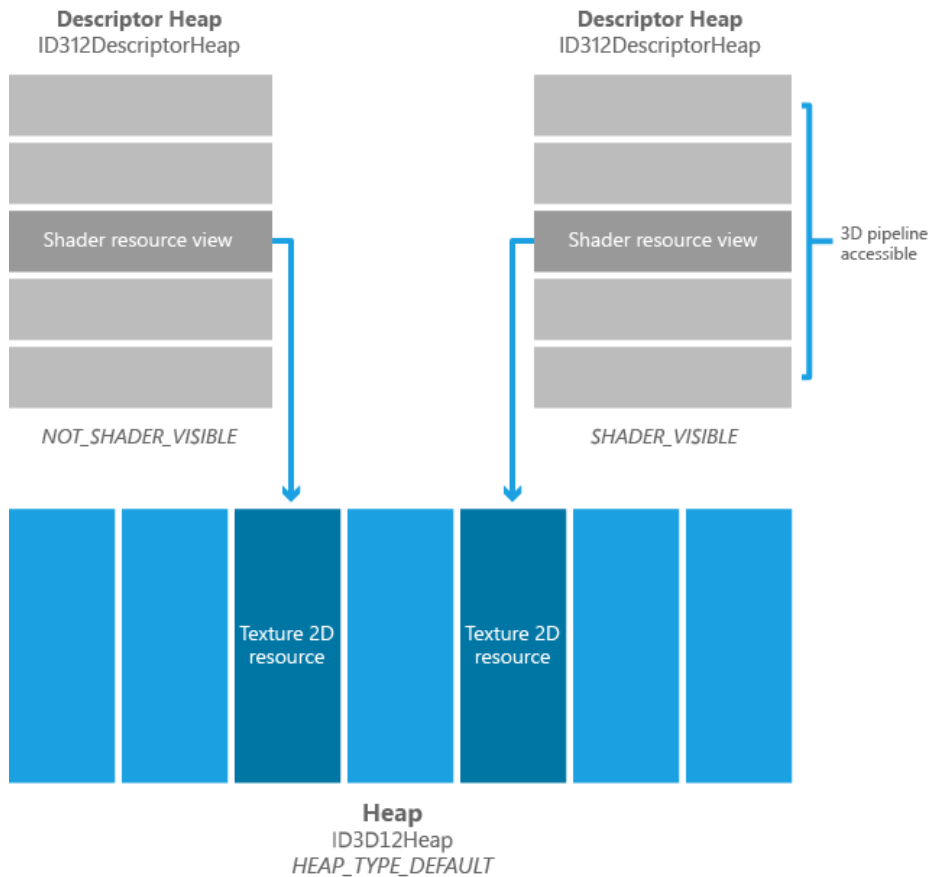 Descriptor Heap
ID312DescriptorHeap
Descriptor Heap
ID312DescriptorHeap
Shader resource view
Shader resource view
3D pipeline
accessible
NOT_SHADER_VISIBLE
SHADER_VISIBLE
Texture 2D
resource
Texture 2D
resource
Heap
ID3D12Heap
HEAP_TYPE_DEFAULT